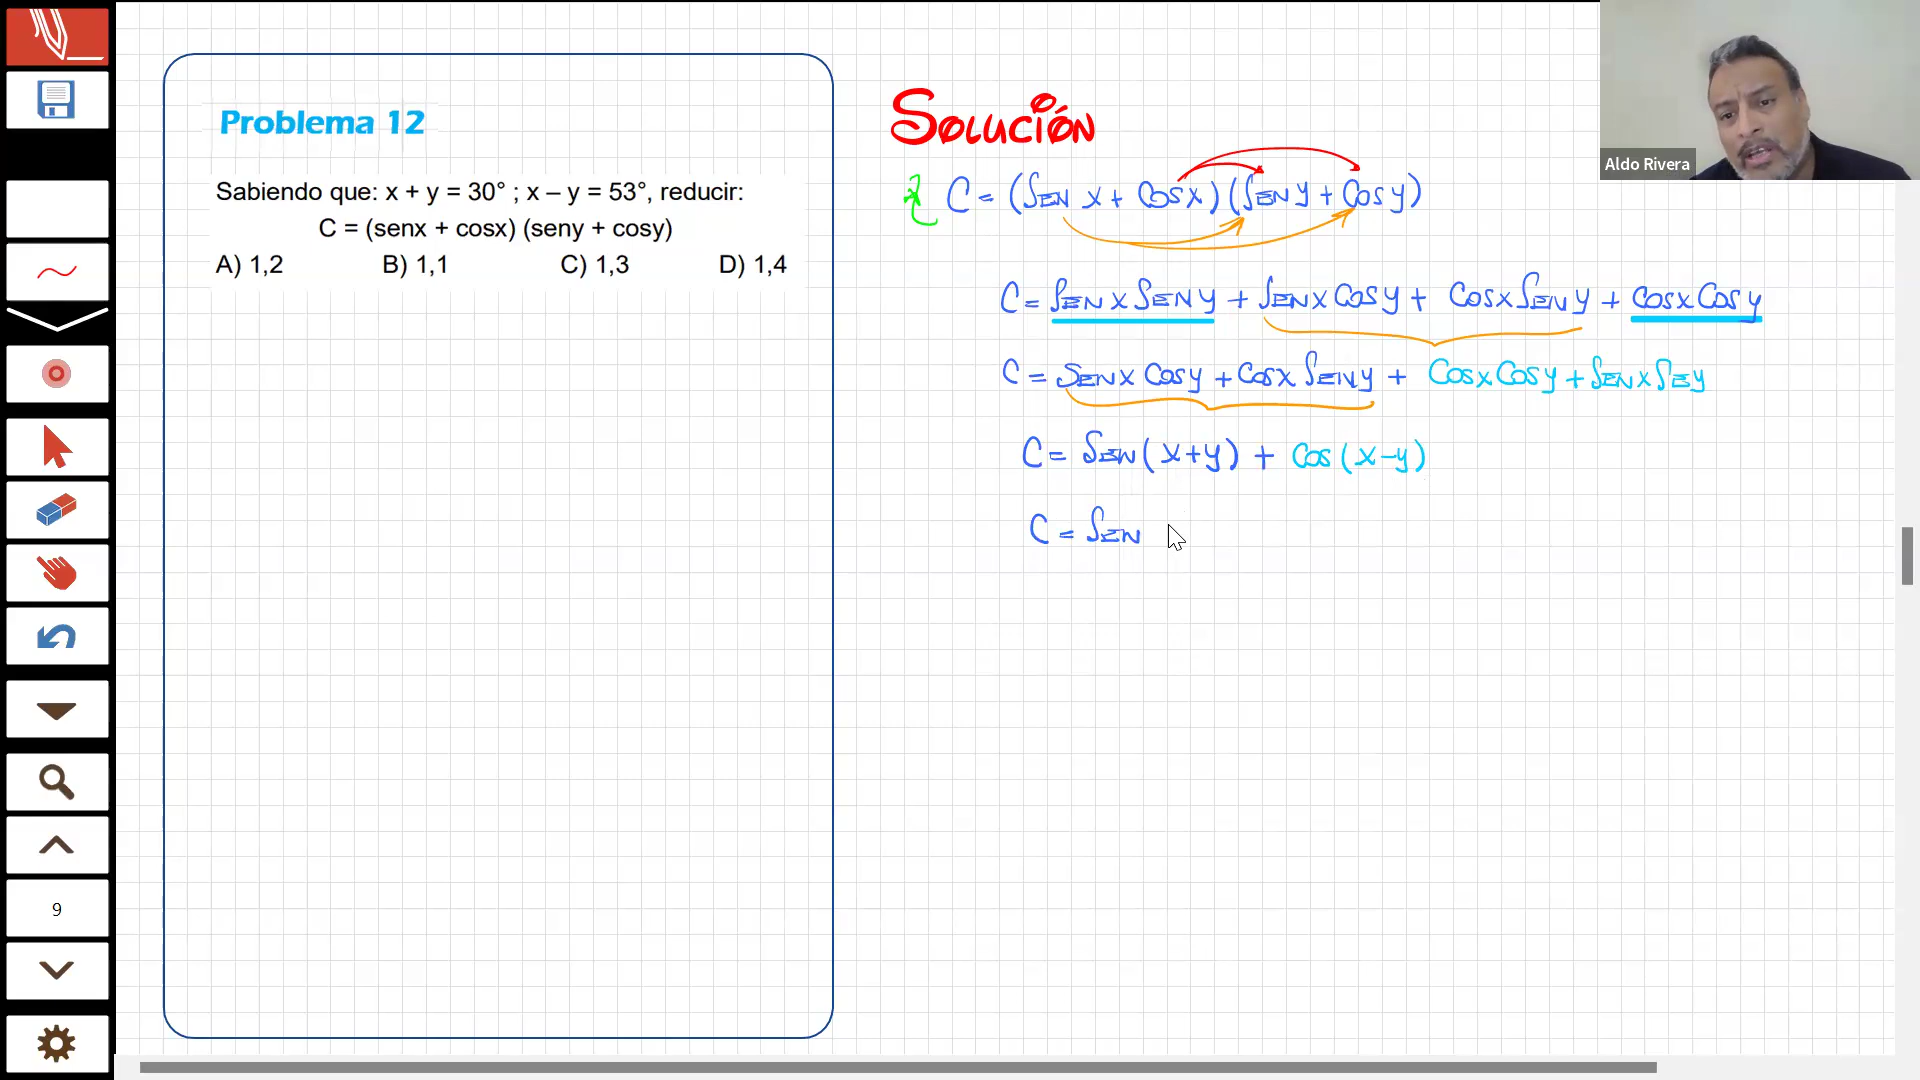 Problema 12
Sabiendo que: x + y = 30° ; x – y = 53°, reducir:
C = (senx + cosx) (seny + cosy)
A) 1,2 B) 1,1 C) 1,3 D) 1,4
SOLUCIÓN
C = (SEN x + COS x) (SEN y + COS y)
C = SEN x SEN y + SEN x COS y + COS x SEN y + COS x COS y
C = SEN x COS y + COS x SEN y + COS x COS y + SEN x SE y
C = SEN (x+y) + COS (x-y)
C = SEN
Aldo Rivera
9